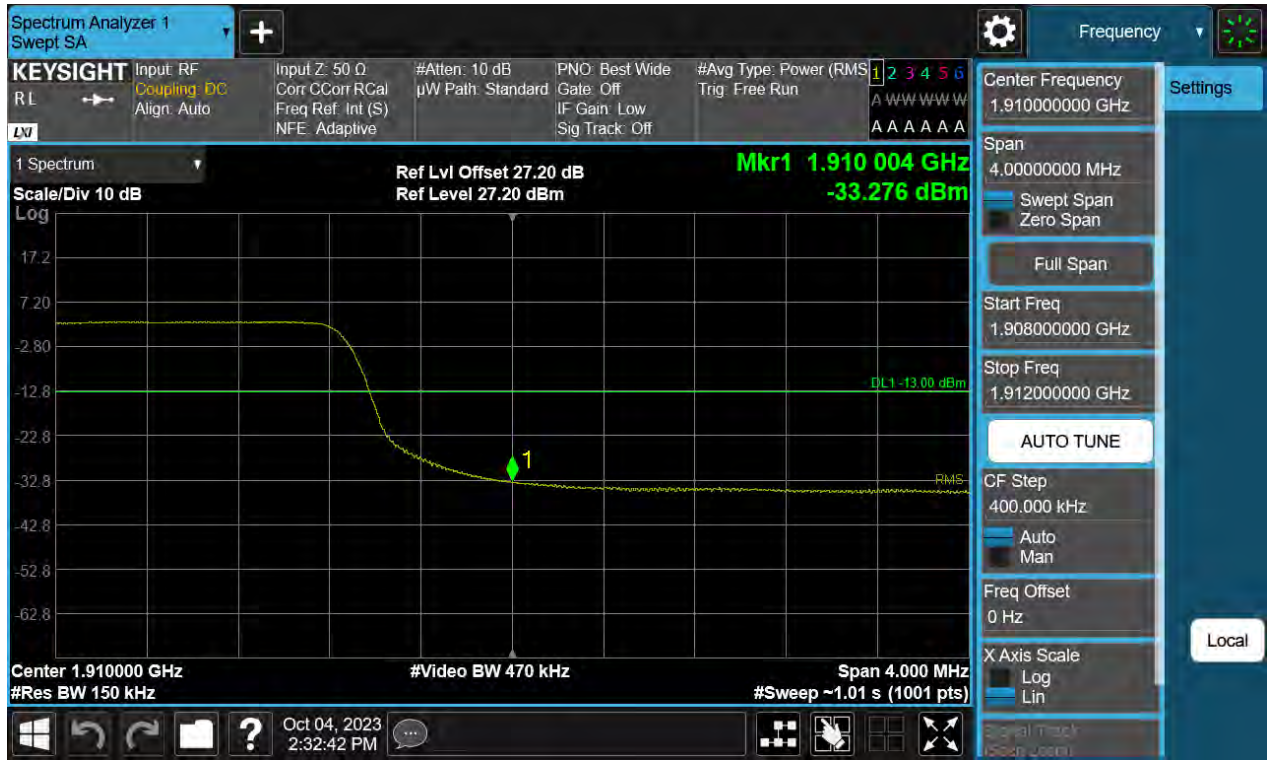 Spectrum Analyzer 1
Swept SA
Frequency
KEYSIGHT
RL
LXI
Input: RF
Coupling: DC
Align: Auto
Input Z: 50 Ω
Corr CCorr RCal
Freq Ref: Int (S)
NFE: Adaptive
#Atten: 10 dB
µW Path: Standard
PNO: Best Wide
Gate: Off
IF Gain: Low
Sig Track: Off
#Avg Type: Power (RMS
Trig: Free Run
1 2 3 4 5 6
A W W W W W
A A A A A A
1 Spectrum
Scale/Div 10 dB
Log
Ref Lvl Offset 27.20 dB
Ref Level 27.20 dBm
Mkr1 1.910 004 GHz
-33.276 dBm
17.2
7.20
-2.80
-12.8
-22.8
-32.8
-42.8
-52.8
-62.8
DL1 -13.00 dBm
1
RMS
Center 1.910000 GHz
#Res BW 150 kHz
#Video BW 470 kHz
Span 4.000 MHz
#Sweep ~1.01 s (1001 pts)
Center Frequency
1.910000000 GHz
Span
4.00000000 MHz
Swept Span
Zero Span
Full Span
Start Freq
1.908000000 GHz
Stop Freq
1.912000000 GHz
AUTO TUNE
CF Step
400.000 kHz
Auto
Man
Freq Offset
0 Hz
X Axis Scale
Log
Lin
Signal Track
(Span Zoom)
Settings
Local
?
Oct 04, 2023
2:32:42 PM